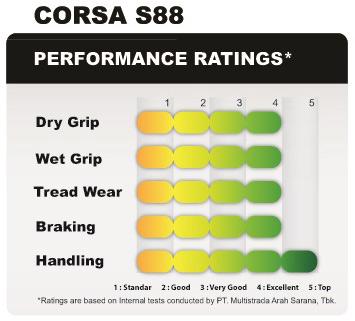 CORSA S88
PERFORMANCE RATINGS*
1 2 3 4 5
Dry Grip
Wet Grip
Tread Wear
Braking
Handling
1 : Standar 2 : Good 3 : Very Good 4 : Excellent 5 : Top
*Ratings are based on Internal tests conducted by PT. Multistrada Arah Sarana, Tbk.